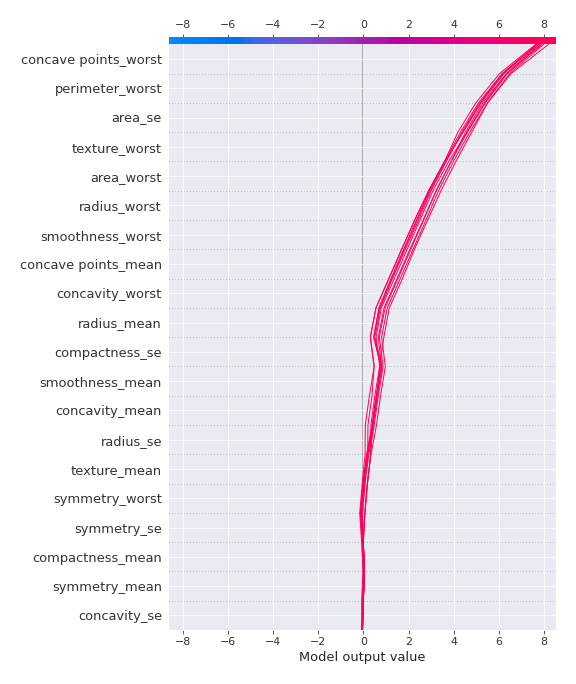 −8 −6 −4 −2 0 2 4 6 8
concave points_worst
perimeter_worst
area_se
texture_worst
area_worst
radius_worst
smoothness_worst
concave points_mean
concavity_worst
radius_mean
compactness_se
smoothness_mean
concavity_mean
radius_se
texture_mean
symmetry_worst
symmetry_se
compactness_mean
symmetry_mean
concavity_se
−8 −6 −4 −2 0 2 4 6 8
Model output value